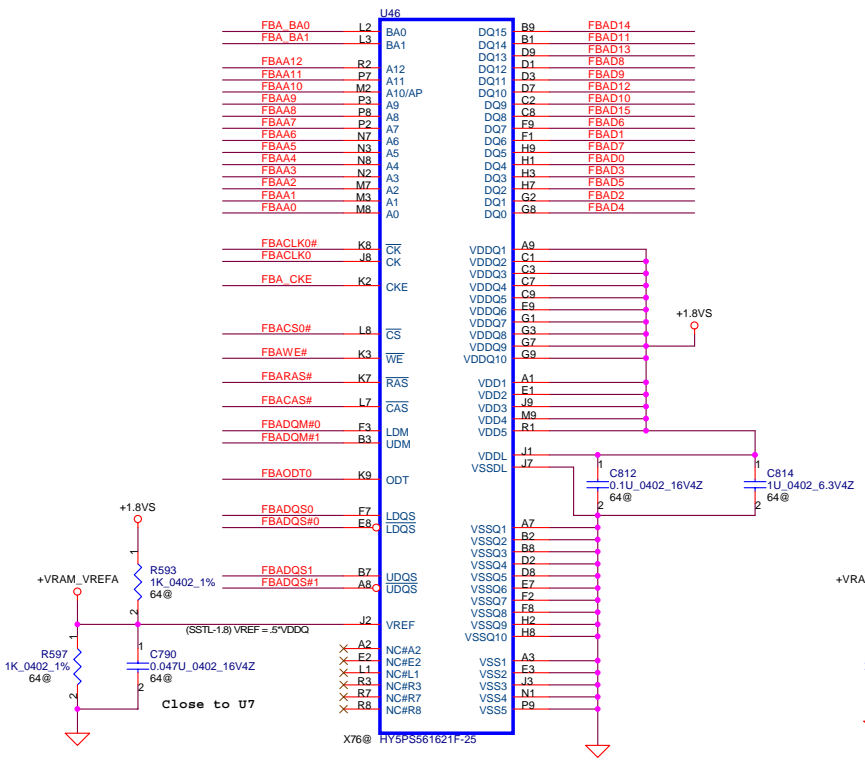 U46
FBA_BA0 L2 BA0 DQ15 B9 FBAD14
FBA_BA1 L3 BA1 DQ14 B1 FBAD11
DQ13 D9 FBAD13
FBAA12 R2 A12 DQ12 D1 FBAD8
FBAA11 P7 A11 DQ11 D3 FBAD9
FBAA10 M2 A10/AP DQ10 D7 FBAD12
FBAA9 P3 A9 DQ9 C2 FBAD10
FBAA8 P8 A8 DQ8 C8 FBAD15
FBAA7 P2 A7 DQ7 F9 FBAD6
FBAA6 N7 A6 DQ6 F1 FBAD1
FBAA5 N3 A5 DQ5 H9 FBAD7
FBAA4 N8 A4 DQ4 H1 FBAD0
FBAA3 N2 A3 DQ3 H3 FBAD3
FBAA2 M7 A2 DQ2 H7 FBAD5
FBAA1 M3 A1 DQ1 G2 FBAD2
FBAA0 M8 A0 DQ0 G8 FBAD4
FBACLK0# K8 CK VDDQ1 A9
FBACLK0 J8 CK VDDQ2 C1
VDDQ3 C3
FBA_CKE K2 CKE VDDQ4 C7
VDDQ5 C9
VDDQ6 E9
VDDQ7 G1
+1.8VS
FBACS0# L8 CS VDDQ8 G3
VDDQ9 G7
FBAWE# K3 WE VDDQ10 G9
FBARAS# K7 RAS VDD1 A1
VDD2 E1
FBACAS# L7 CAS VDD3 J9
VDD4 M9
FBADQM#0 F3 LDM VDD5 R1
FBADQM#1 B3 UDM
VDDL J1
VSSDL J7
FBAODT0 K9 ODT
1 C812 0.1U_0402_16V4Z 64@ 2
1 C814 1U_0402_6.3V4Z 64@ 2
+1.8VS
FBADQS0 F7 LDQS
FBADQS#0 E8 LDQS VSSQ1 A7
VSSQ2 B2
VSSQ3 B8
VSSQ4 D2
FBADQS1 B7 UDQS VSSQ5 D8
FBADQS#1 A8 UDQS VSSQ6 E7
VSSQ7 F2
VSSQ8 F8
VSSQ9 H2
VSSQ10 H8
1 R593 1K_0402_1% 64@ 2
+VRAM_VREFA
+VRA
J2 VREF
(SSTL-1.8) VREF = .5*VDDQ
A2 NC#A2 VSS1 A3
E2 NC#E2 VSS2 E3
L1 NC#L1 VSS3 J3
R3 NC#R3 VSS4 N1
R7 NC#R7 VSS5 P9
R8 NC#R8
1 R597 1K_0402_1% 64@ 2
1 C790 0.047U_0402_16V4Z 64@ 2
Close to U7
X76@ HY5PS561621F-25